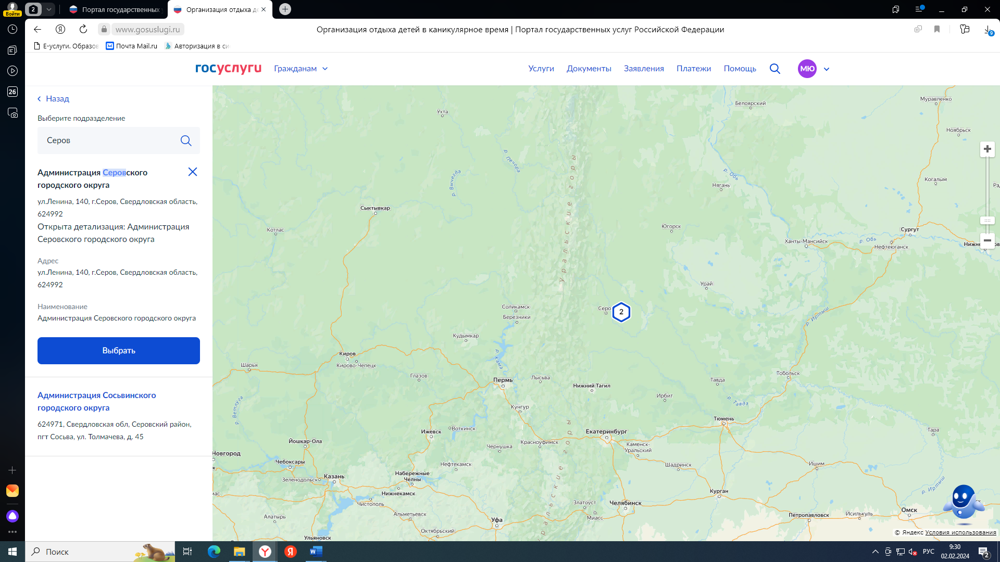 Войти
2
Портал государственных
Организация отдыха де
www.gosuslugi.ru
Организация отдыха детей в каникулярное время | Портал государственных услуг Российской Федерации
9
Е-услуги. Образов
Почта Mail.ru
Авторизация в си
26
госуслуги
Гражданам
Услуги
Документы
Заявления
Платежи
Помощь
МЮ
Назад
Выберите подразделение
Серов
Администрация Серовского
городского округа
ул.Ленина, 140, г.Серов, Свердловская область,
624992
Открыта детализация: Администрация
Серовского городского округа
Адрес
ул.Ленина, 140, г.Серов, Свердловская область,
624992
Наименование
Администрация Серовского городского округа
Выбрать
Администрация Сосьвинского
городского округа
624971, Свердловская обл, Серовский район,
пгт Сосьва, ул. Толмачева, д. 45
Муравленко
Белоярский
Ухта
Ноябрьск
р. Печора
р. Вычегда
Уральские горы
р. Обь
Нягань
Когалым
Сыктывкар
Котлас
Югорск
Сургут
Ханты-Мансийск
р. Обь
Нефтеюганск
Урай
Соликамск
Березники
Серо
2
р. Иртыш
Кудымкар
Киров
Кирово-Чепецк
р. Кама
Шарья
Глазов
Пермь
Лысьва
Нижний Тагил
Тавда
Тобольск
Ирбит
р. Тавда
р. Ветлуга
Кунгур
Тюмень
Ижевск
Воткинск
Екатеринбург
Тара
Йошкар-Ола
Чернушка
Красноуфимск
Каменск-
Уральский
Новгород
Чебоксары
Нефтекамск
Шадринск
Ишим
Зеленодольск
Казань
Набережные
Челны
Нижнекамск
Курган
р. Иртыш
Чистополь
Златоуст
Челябинск
Альметьевск
Миасс
Алатырь
Уфа
Петропавловск
Исилькуль
Омск
Октябрьский
Ульяновск
© Яндекс Условия использования
Поиск
РУС
9:30
02.02.2024
2